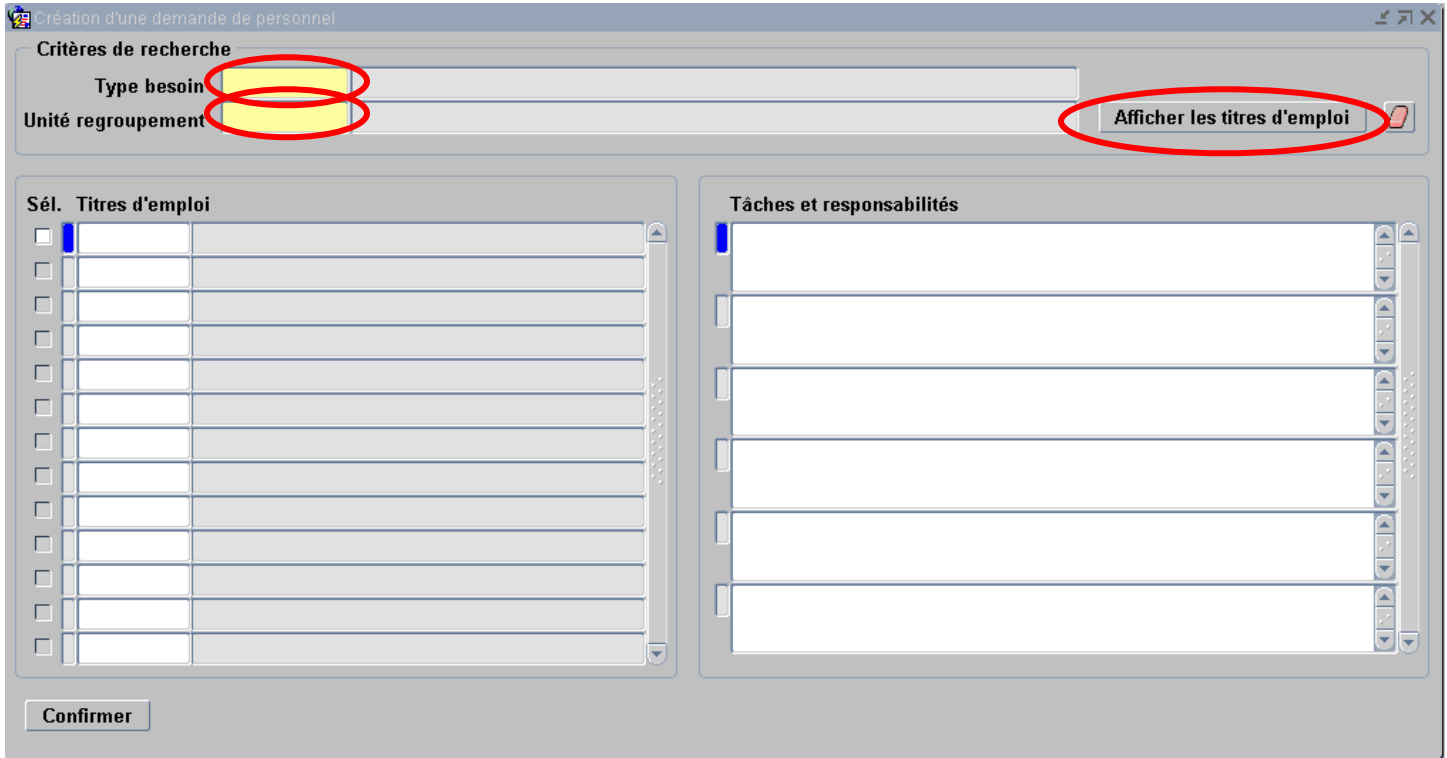 Création d'une demande de personnel
Critères de recherche
Type besoin
Unité regroupement
Afficher les titres d'emploi
Sél. Titres d'emploi
Tâches et responsabilités
Confirmer